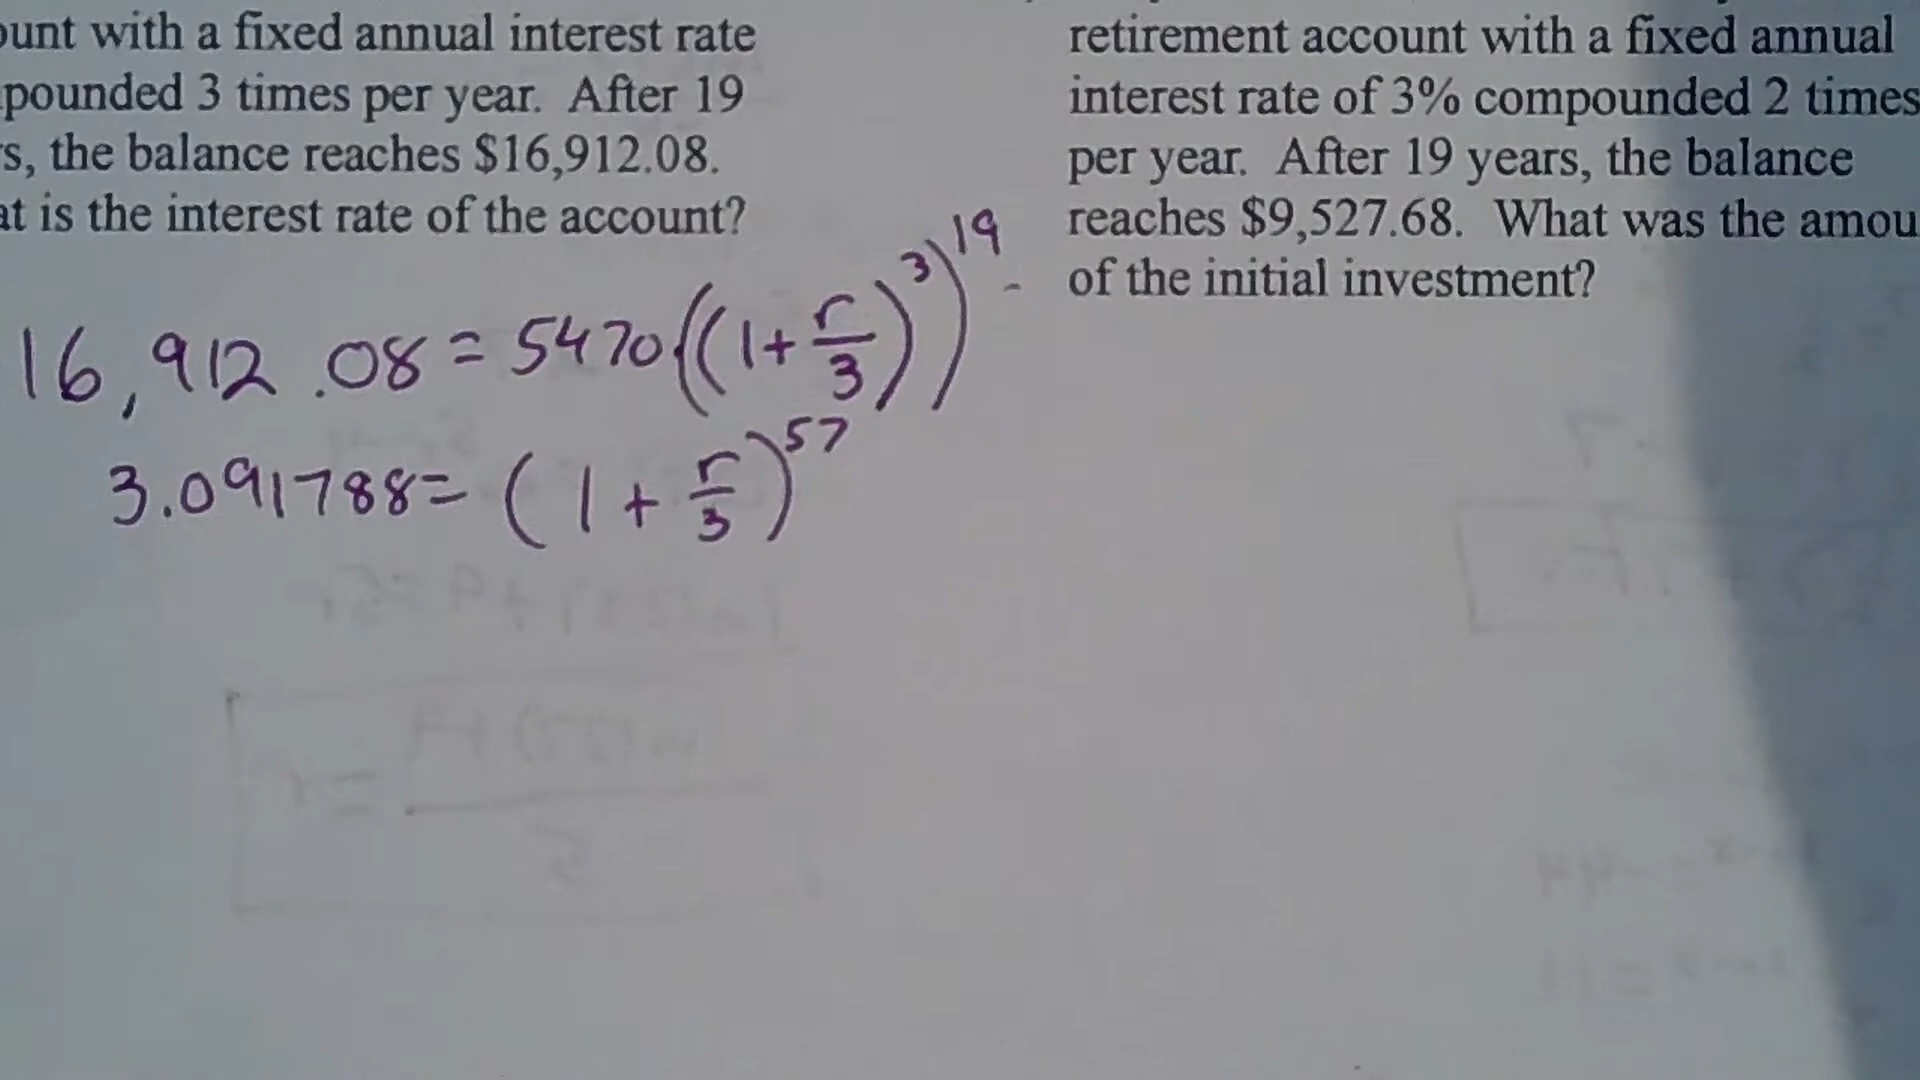 ount with a fixed annual interest rate
pounded 3 times per year. After 19
s, the balance reaches $16,912.08.
at is the interest rate of the account?
16,912.08 = 5470((1+r/3)^3)^19
3.091788 = (1+r/3)^57
retirement account with a fixed annual
interest rate of 3% compounded 2 times
per year. After 19 years, the balance
reaches $9,527.68. What was the amou
of the initial investment?